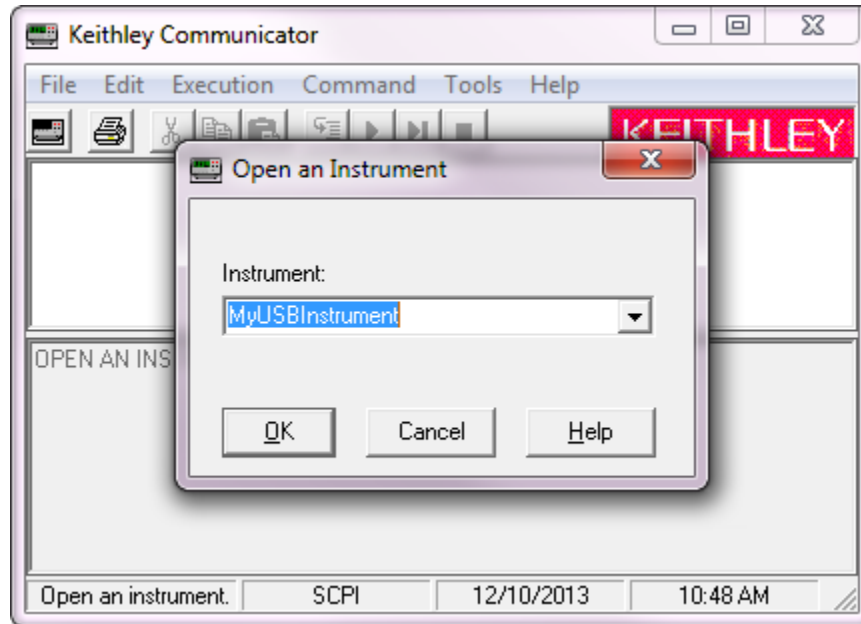 Keithley Communicator
File Edit Execution Command Tools Help
KEITHLEY
Open an Instrument
Instrument:
MyUSBInstrument
OPEN AN INS
OK Cancel Help
Open an instrument. SCPI 12/10/2013 10:48 AM